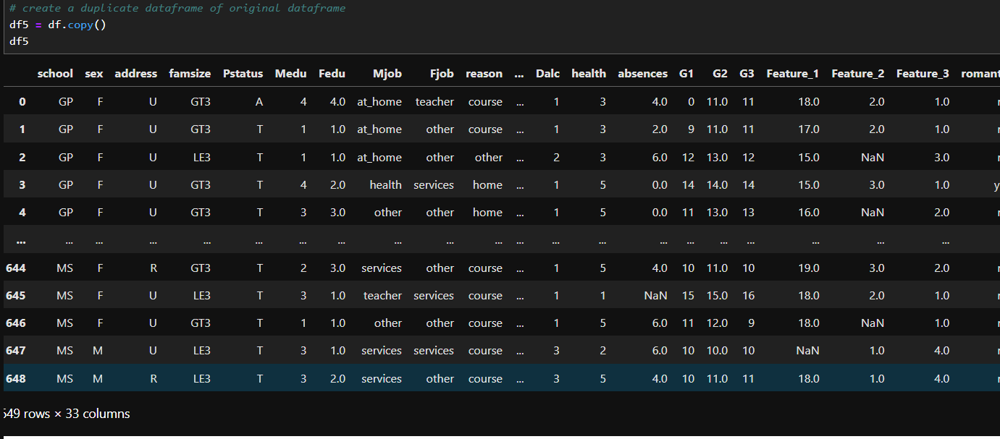 # create a duplicate dataframe of original dataframe
df5 = df.copy()
df5
school sex address famsize Pstatus Medu Fedu Mjob Fjob reason ... Dalc health absences G1 G2 G3 Feature_1 Feature_2 Feature_3 romant
0 GP F U GT3 A 4 4.0 at_home teacher course ... 1 3 4.0 0 11.0 11 18.0 2.0 1.0
1 GP F U GT3 T 1 1.0 at_home other course ... 1 3 2.0 9 11.0 11 17.0 2.0 1.0
2 GP F U LE3 T 1 1.0 at_home other other ... 2 3 6.0 12 13.0 12 15.0 NaN 3.0
3 GP F U GT3 T 4 2.0 health services home ... 1 5 0.0 14 14.0 14 15.0 3.0 1.0 y
4 GP F U GT3 T 3 3.0 other other home ... 1 5 0.0 11 13.0 13 16.0 NaN 2.0
... ... ... ... ... ... ... ... ... ... ... ... ... ... ... ... ... ... ... ... ...
644 MS F R GT3 T 2 3.0 services other course ... 1 5 4.0 10 11.0 10 19.0 3.0 2.0
645 MS F U LE3 T 3 1.0 teacher services course ... 1 1 NaN 15 15.0 16 18.0 2.0 1.0
646 MS F U GT3 T 1 1.0 other other course ... 1 5 6.0 11 12.0 9 18.0 NaN 1.0
647 MS M U LE3 T 3 1.0 services services course ... 3 2 6.0 10 10.0 10 NaN 1.0 4.0
648 MS M R LE3 T 3 2.0 services other course ... 3 5 4.0 10 11.0 11 18.0 1.0 4.0
649 rows × 33 columns